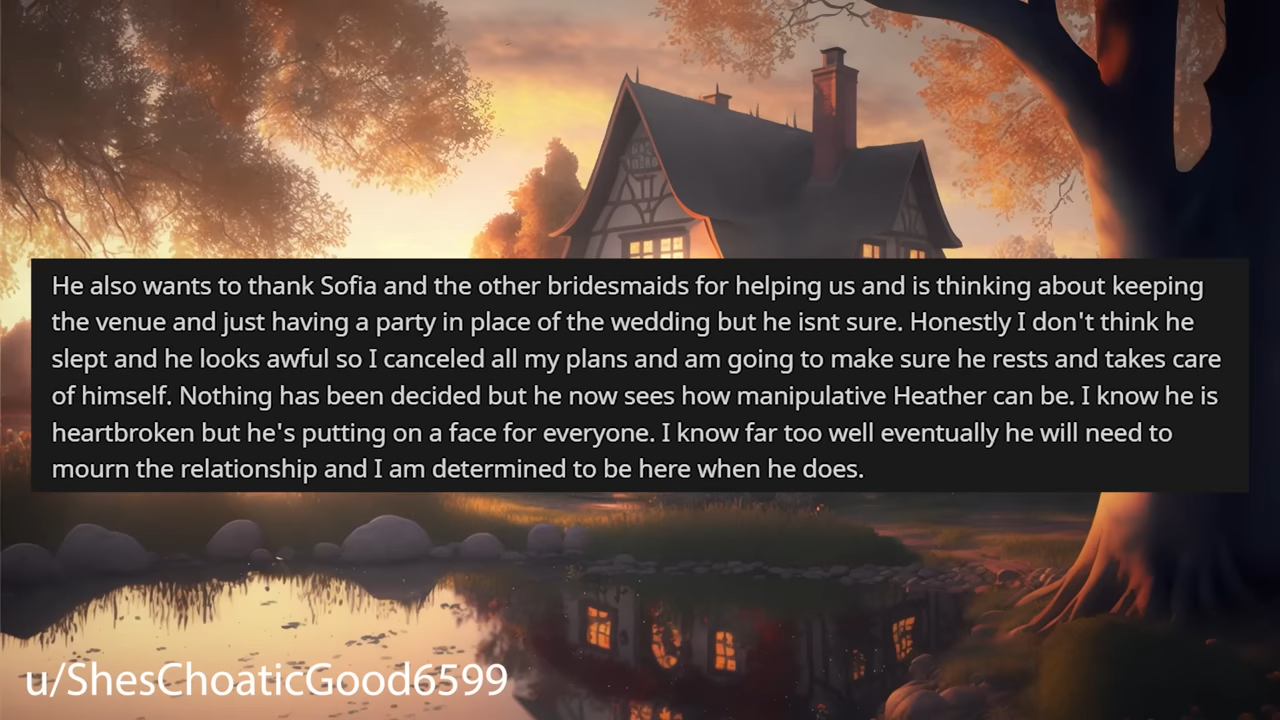 He also wants to thank Sofia and the other bridesmaids for helping us and is thinking about keeping
the venue and just having a party in place of the wedding but he isnt sure. Honestly I don't think he
slept and he looks awful so I canceled all my plans and am going to make sure he rests and takes care
of himself. Nothing has been decided but he now sees how manipulative Heather can be. I know he is
heartbroken but he's putting on a face for everyone. I know far too well eventually he will need to
mourn the relationship and I am determined to be here when he does.
u/ShesChoaticGood6599